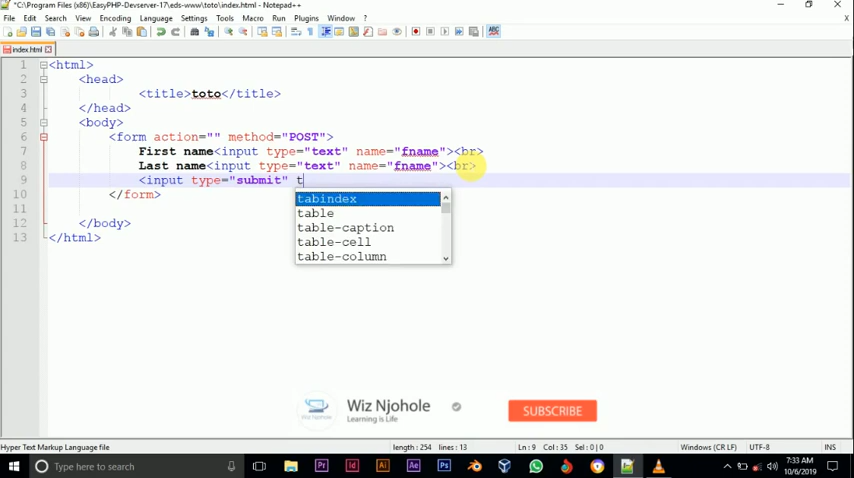 *C:\Program Files (x86)\EasyPHP-Devserver-17\eds-www\toto\index.html - Notepad++
File Edit Search View Encoding Language Settings Tools Macro Run Plugins Window ?
X
index.html
1 <html>
2 <head>
3 <title>toto</title>
4 </head>
5 <body>
6 <form action="" method="POST">
7 First name<input type="text" name="fname"><br>
8 Last name<input type="text" name="fname"><br>
9 <input type="submit" t
10 </form>
11
12 </body>
13 </html>
tabindex
table
table-caption
table-cell
table-column
Wiz Njohole
Learning is Life
SUBSCRIBE
Hyper Text Markup Language file length : 254 lines : 13 Ln : 9 Col : 35 Sel : 0 | 0 Windows (CR LF) UTF-8 INS
Type here to search
Pr Id Ai Ae Ps
7:33 AM
10/6/2019